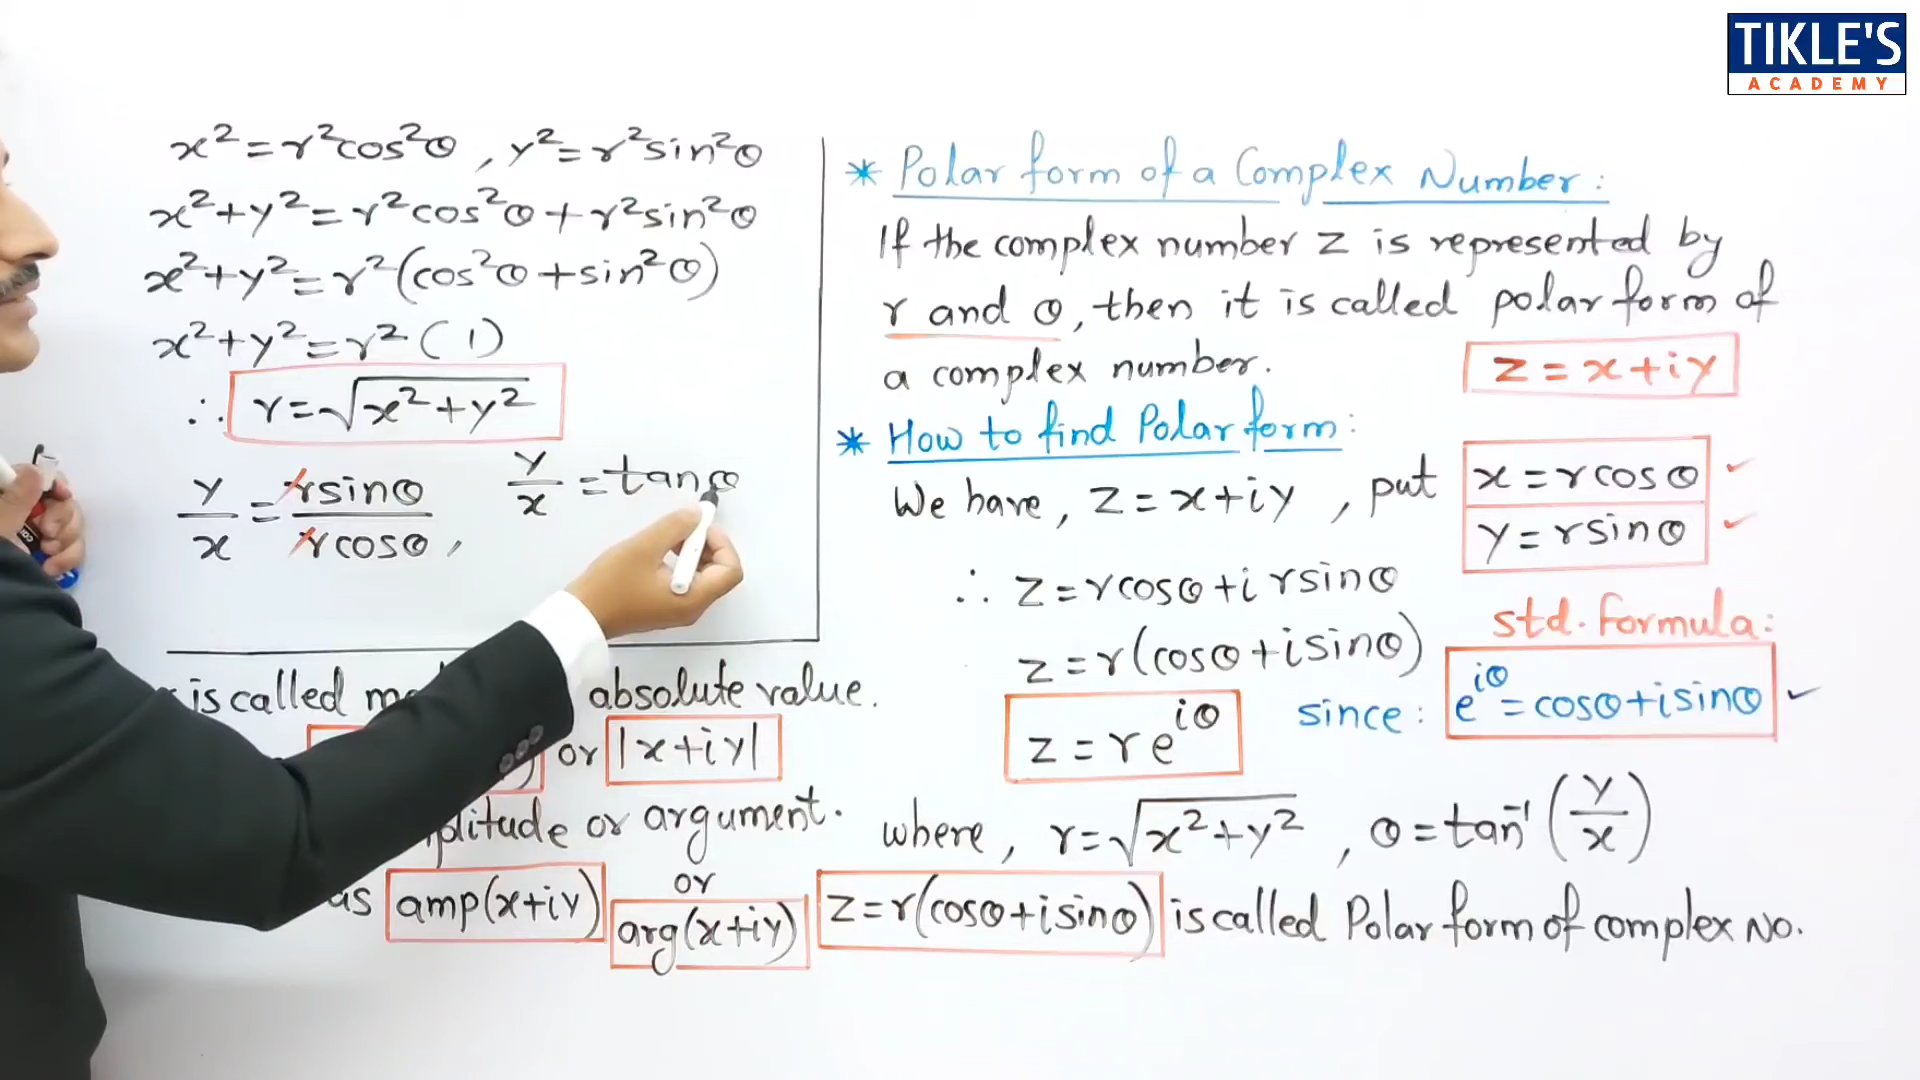 TIKLE'S
ACADEMY
x²=r²cos²θ , y²=r²sin²θ
x²+y²=r²cos²θ+r²sin²θ
x²+y²=r²(cos²θ+sin²θ)
x²+y²=r²(1)
∴ r=√(x²+y²)
y/x = rsinθ/rcosθ , y/x = tanθ
is called absolute value.
or |x+iy|
or argument.
as amp(x+iy) or arg(x+iy)
* Polar form of a Complex Number:
If the complex number z is represented by
r and θ, then it is called polar form of
a complex number. z=x+iy
* How to find Polar form:
We have, z=x+iy , put x=rcosθ
y=rsinθ
∴ z=rcosθ+i rsinθ
z=r(cosθ+isinθ)
std. formula:
z=re^{iθ} since: e^{iθ}=cosθ+isinθ
where, r=√(x²+y²) , θ=tan⁻¹(y/x)
z=r(cosθ+isinθ) is called Polar form of complex No.